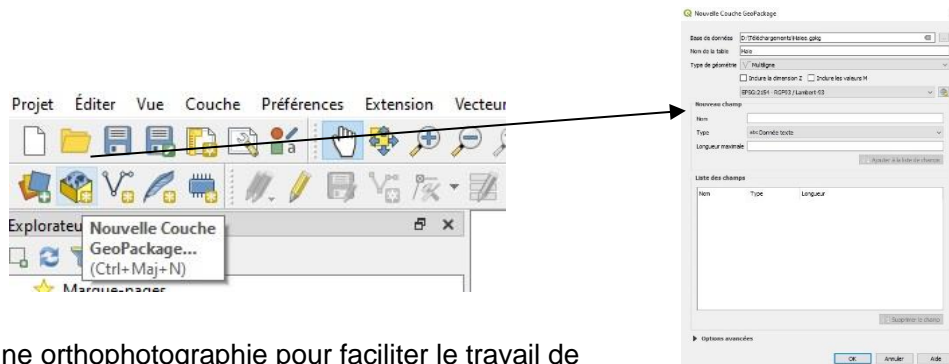 Projet Éditer Vue Couche Préférences Extension Vecteur
a
Explorateu
Nouvelle Couche
GeoPackage...
(Ctrl+Maj+N)
Marque-pages
Nouvelle Couche GeoPackage
Base de données D:\Téléchargements\Haies.gpkg
Nom de la table Haie
Type de géométrie Multiligne
Inclure la dimension Z Inclure les valeurs M
EPSG:2154 - RGF93 / Lambert-93
Nouveau champ
Nom
Type abc Donnée texte
Longueur maximale
Ajouter à la liste de champs
Liste des champs
Nom Type Longueur
Supprimer le champ
Options avancées
OK Annuler Aide
ne orthophotographie pour faciliter le travail de